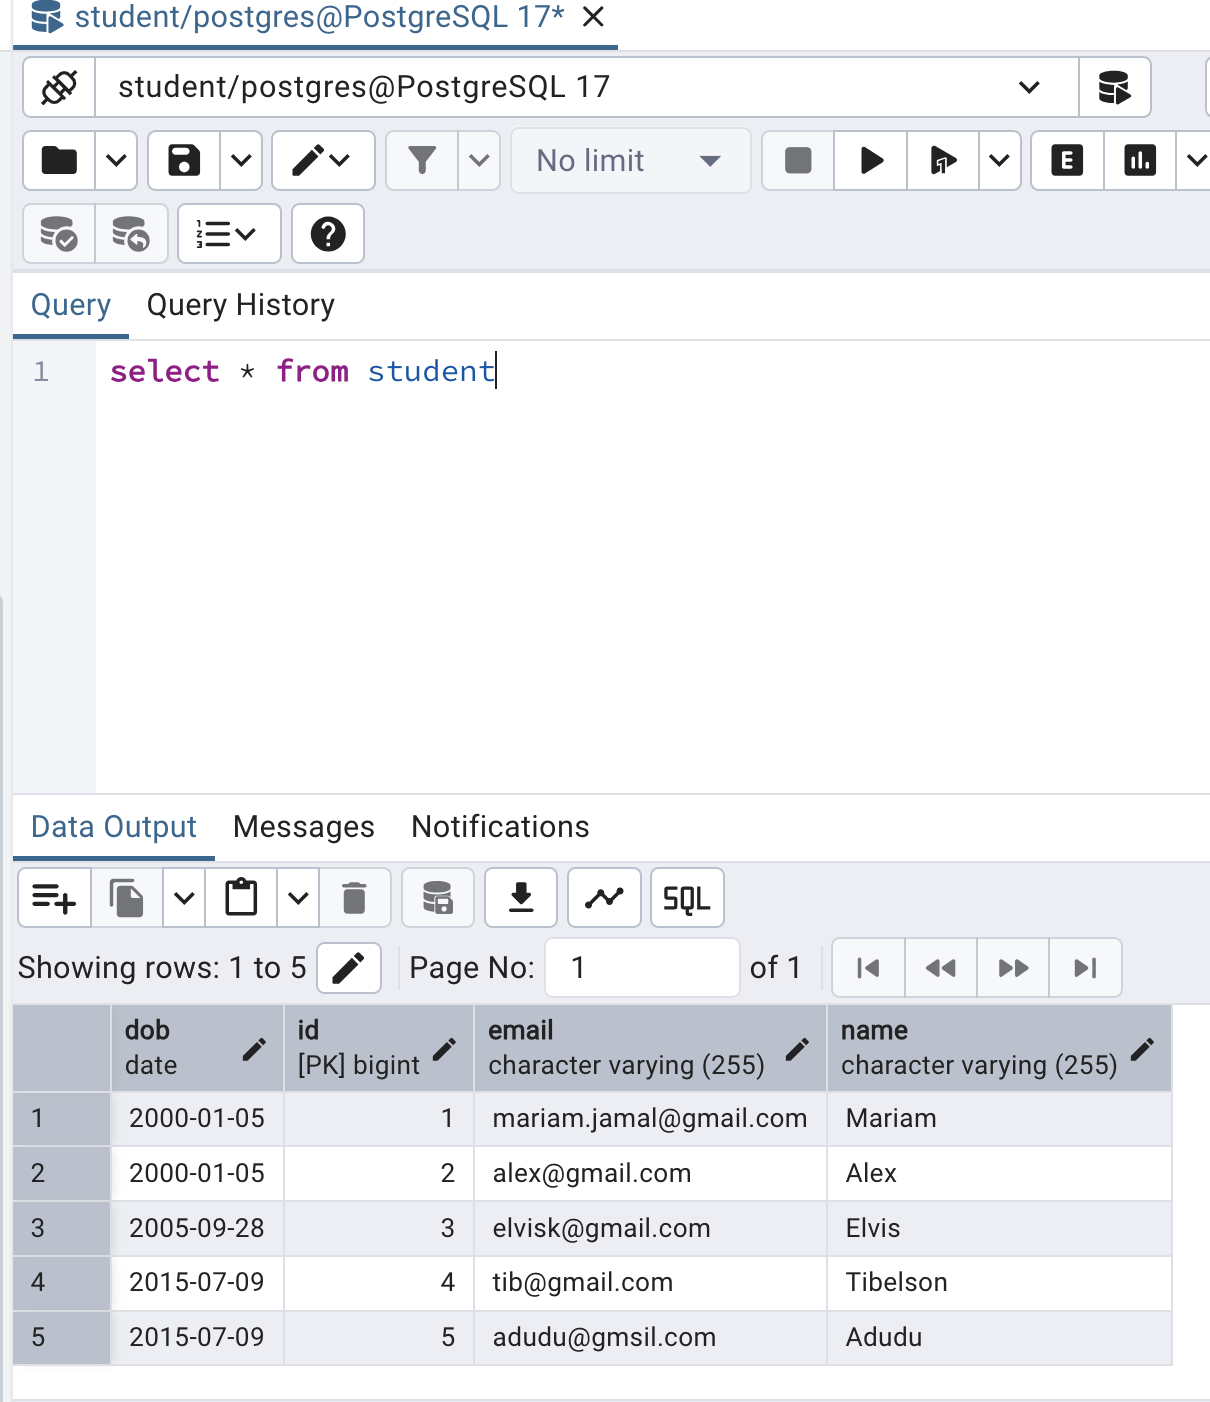 student/postgres@PostgreSQL 17*
student/postgres@PostgreSQL 17
No limit
E
Query Query History
1 select * from student
Data Output Messages Notifications
SQL
Showing rows: 1 to 5 Page No: 1 of 1
dob id email name
date [PK] bigint character varying (255) character varying (255)
1 2000-01-05 1 mariam.jamal@gmail.com Mariam
2 2000-01-05 2 alex@gmail.com Alex
3 2005-09-28 3 elvisk@gmail.com Elvis
4 2015-07-09 4 tib@gmail.com Tibelson
5 2015-07-09 5 adudu@gmsil.com Adudu